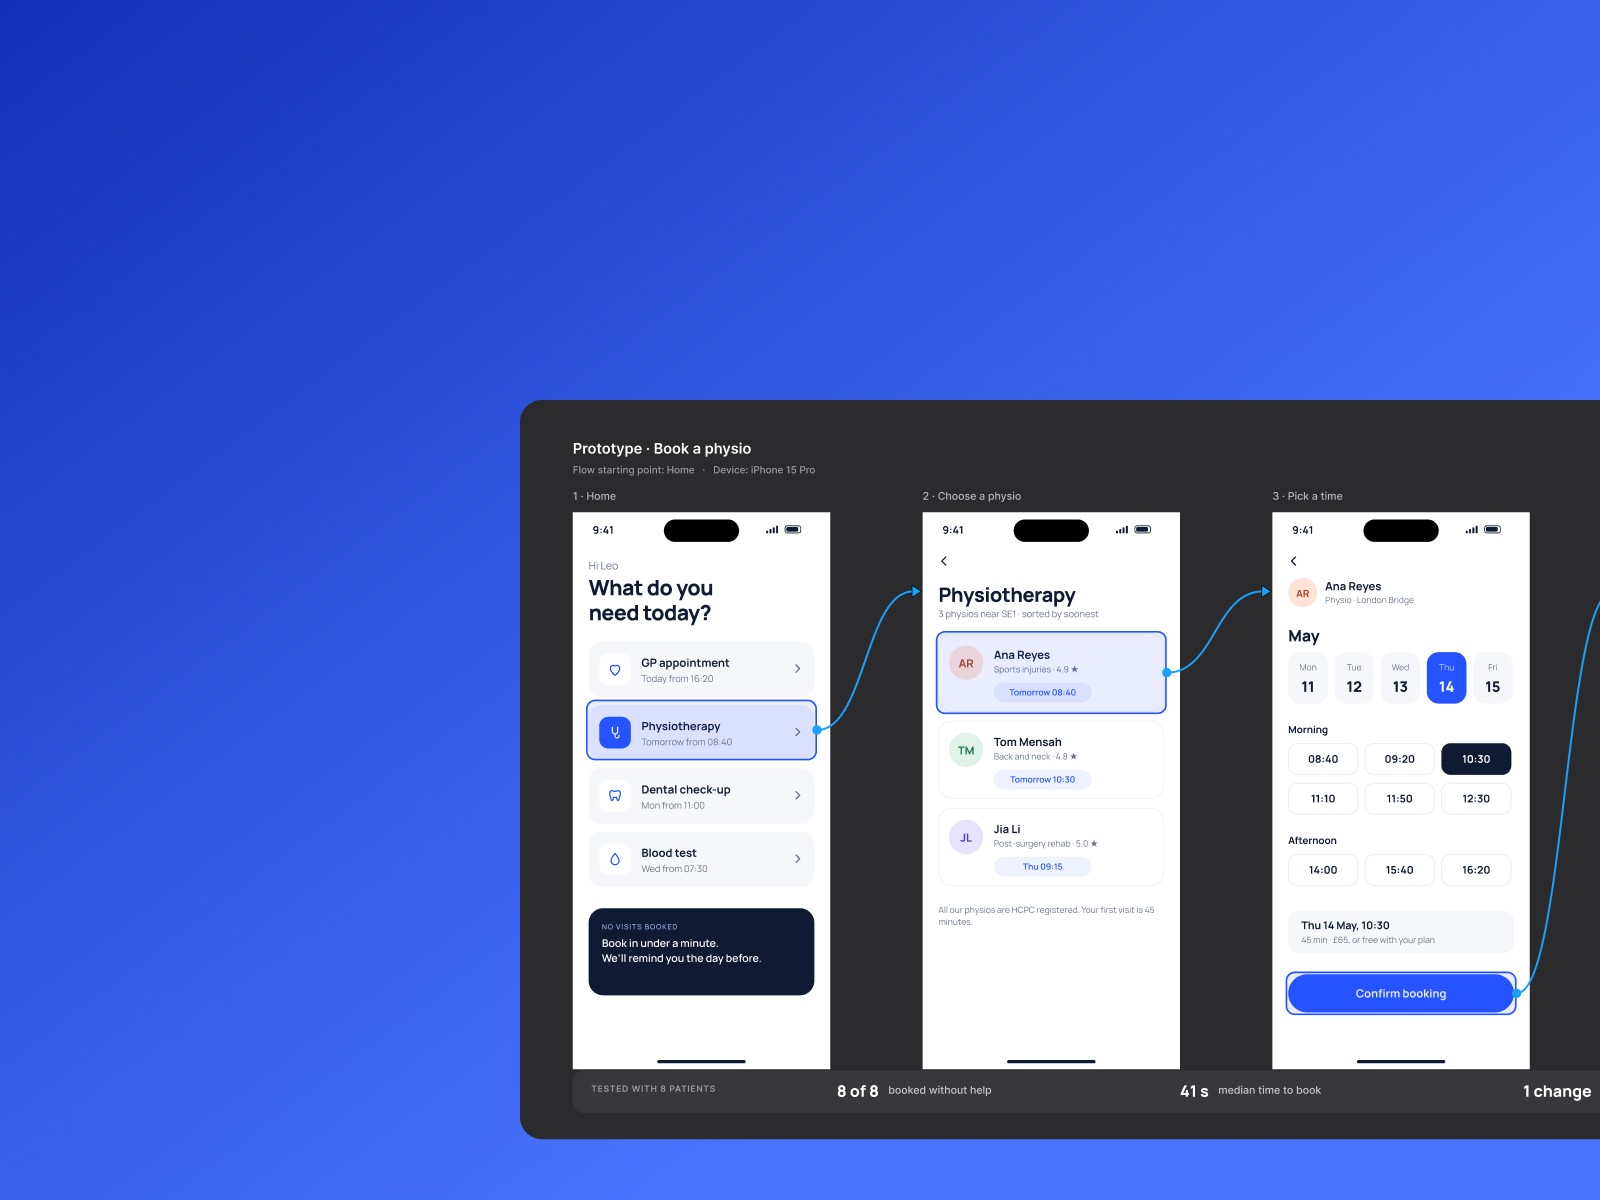 Prototype · Book a physio
Flow starting point: Home · Device: iPhone 15 Pro
1 · Home
9:41
Hi Leo
What do you
need today?
GP appointment
Today from 16:20
Physiotherapy
Tomorrow from 08:40
Dental check-up
Mon from 11:00
Blood test
Wed from 07:30
NO VISITS BOOKED
Book in under a minute.
We'll remind you the day before.
2 · Choose a physio
9:41
Physiotherapy
3 physios near SE1 · sorted by soonest
AR
Ana Reyes
Sports injuries · 4.9 ★
Tomorrow 08:40
TM
Tom Mensah
Back and neck · 4.8 ★
Tomorrow 10:30
JL
Jia Li
Post-surgery rehab · 5.0 ★
Thu 09:15
All our physios are HCPC registered. Your first visit is 45
minutes.
3 · Pick a time
9:41
AR
Ana Reyes
Physio · London Bridge
May
Mon Tue Wed Thu Fri
11 12 13 14 15
Morning
08:40 09:20 10:30
11:10 11:50 12:30
Afternoon
14:00 15:40 16:20
Thu 14 May, 10:30
45 min · £65, or free with your plan
Confirm booking
TESTED WITH 8 PATIENTS
8 of 8 booked without help
41 s median time to book
1 change